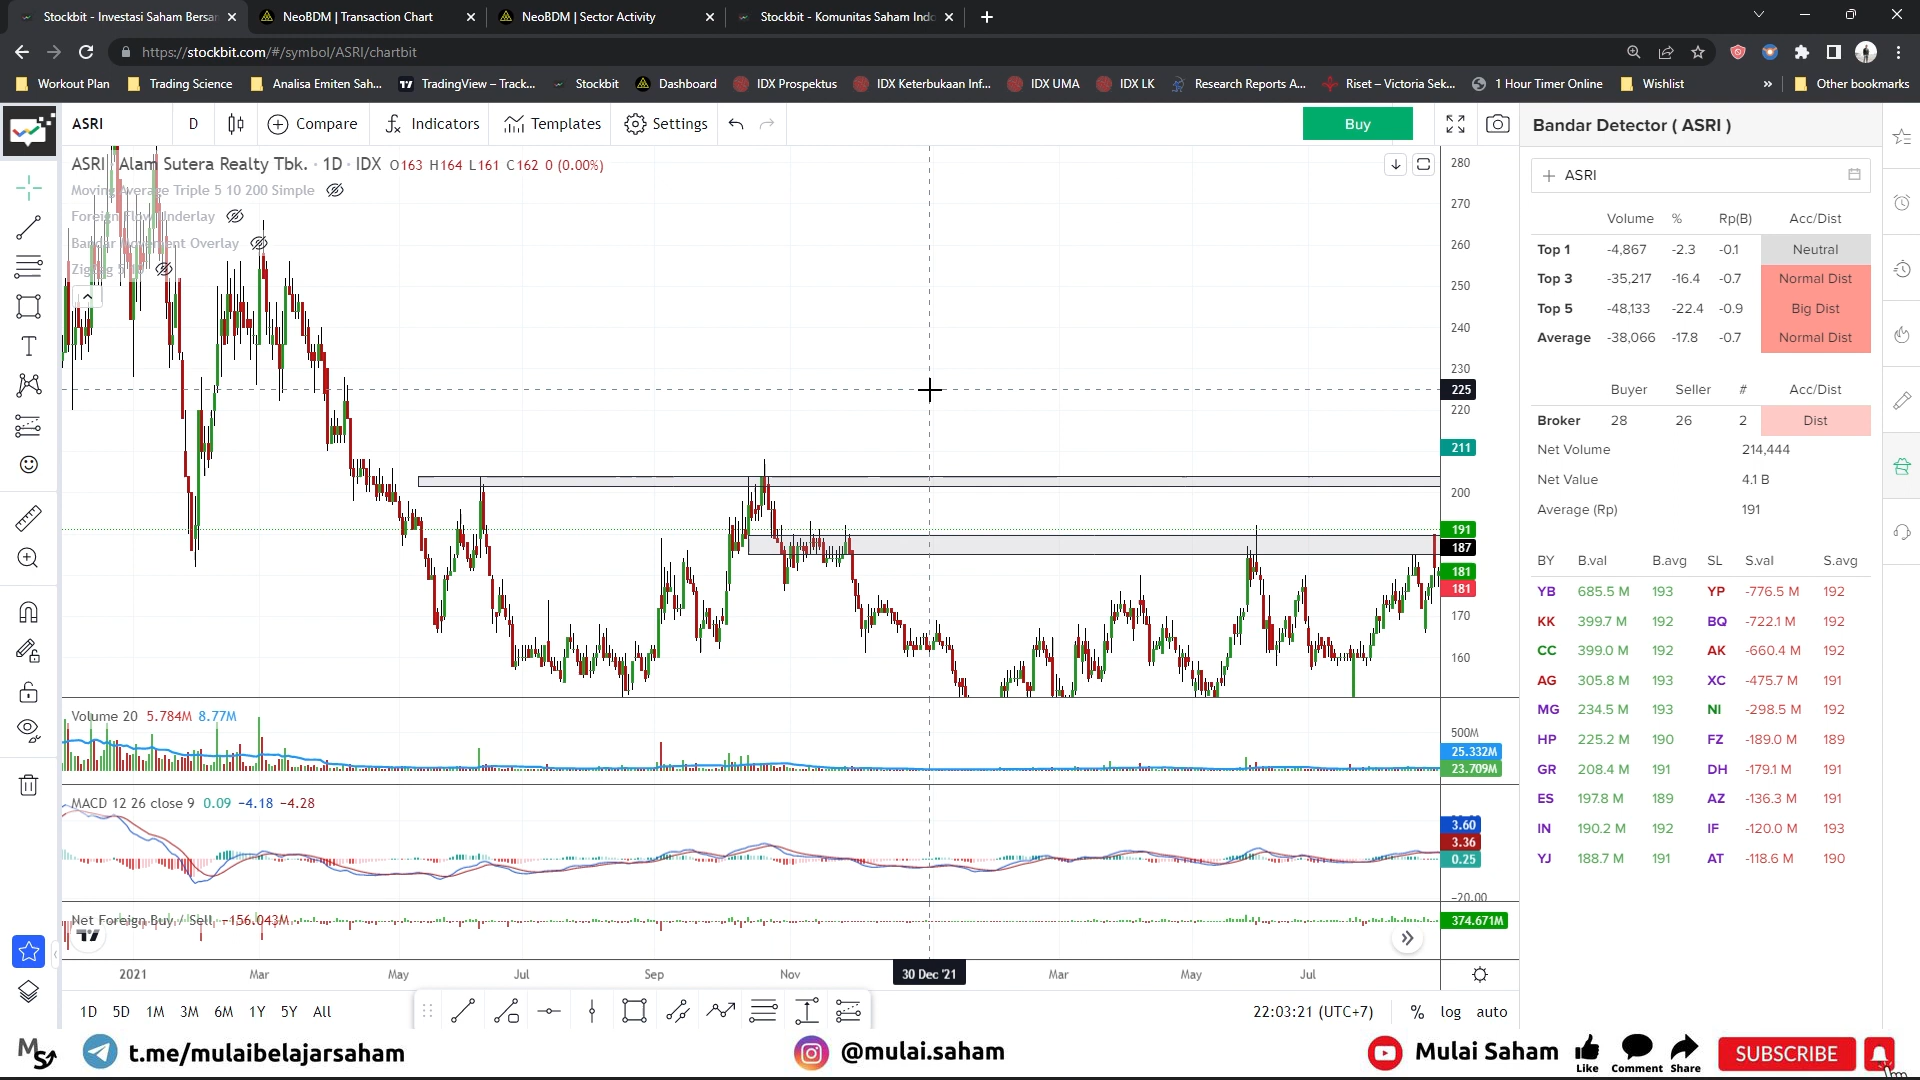 Stockbit - Investasi Saham Bersar
NeoBDM | Transaction Chart
NeoBDM | Sector Activity
Stockbit - Komunitas Saham Indo
https://stockbit.com/#/symbol/ASRI/chartbit
Workout Plan
Trading Science
Analisa Emiten Sah...
TradingView – Track...
Stockbit
Dashboard
IDX Prospektus
IDX Keterbukaan Inf...
IDX UMA
IDX LK
Research Reports A...
Riset – Victoria Sek...
1 Hour Timer Online
Wishlist
»
Other bookmarks
ASRI
D
Compare
Indicators
Templates
Settings
Buy
Bandar Detector ( ASRI )
ASRI Alam Sutera Realty Tbk. · 1D · IDX O163 H164 L161 C162 0 (0.00%)
Moving Average Triple 5 10 200 Simple
Foreign Flow Underlay
Bandar Movement Overlay
280
270
260
250
240
230
225
220
211
200
191
187
181
181
170
160
+ ASRI
Volume % Rp(B) Acc/Dist
Top 1 -4,867 -2.3 -0.1 Neutral
Top 3 -35,217 -16.4 -0.7 Normal Dist
Top 5 -48,133 -22.4 -0.9 Big Dist
Average -38,066 -17.8 -0.7 Normal Dist
Buyer Seller # Acc/Dist
Broker 28 26 2 Dist
Net Volume 214,444
Net Value 4.1 B
Average (Rp) 191
BY B.val B.avg SL S.val S.avg
YB 685.5 M 193 YP -776.5 M 192
KK 399.7 M 192 BQ -722.1 M 192
CC 399.0 M 192 AK -660.4 M 192
AG 305.8 M 193 XC -475.7 M 191
MG 234.5 M 193 NI -298.5 M 192
HP 225.2 M 190 FZ -189.0 M 189
GR 208.4 M 191 DH -179.1 M 191
ES 197.8 M 189 AZ -136.3 M 191
IN 190.2 M 192 IF -120.0 M 193
YJ 188.7 M 191 AT -118.6 M 190
Volume 20 5.784M 8.77M
500M
25.332M
23.709M
MACD 12 26 close 9 0.09 −4.18 −4.28
3.60
3.36
0.25
−20.00
Net Foreign Buy / Sell −156.043M
374.671M
2021 Mar May Jul Sep Nov 30 Dec '21 Mar May Jul
1D 5D 1M 3M 6M 1Y 5Y All
22:03:21 (UTC+7) % log auto
MS
t.me/mulaibelajarsaham
@mulai.saham
Mulai Saham
Like
Comment
Share
SUBSCRIBE